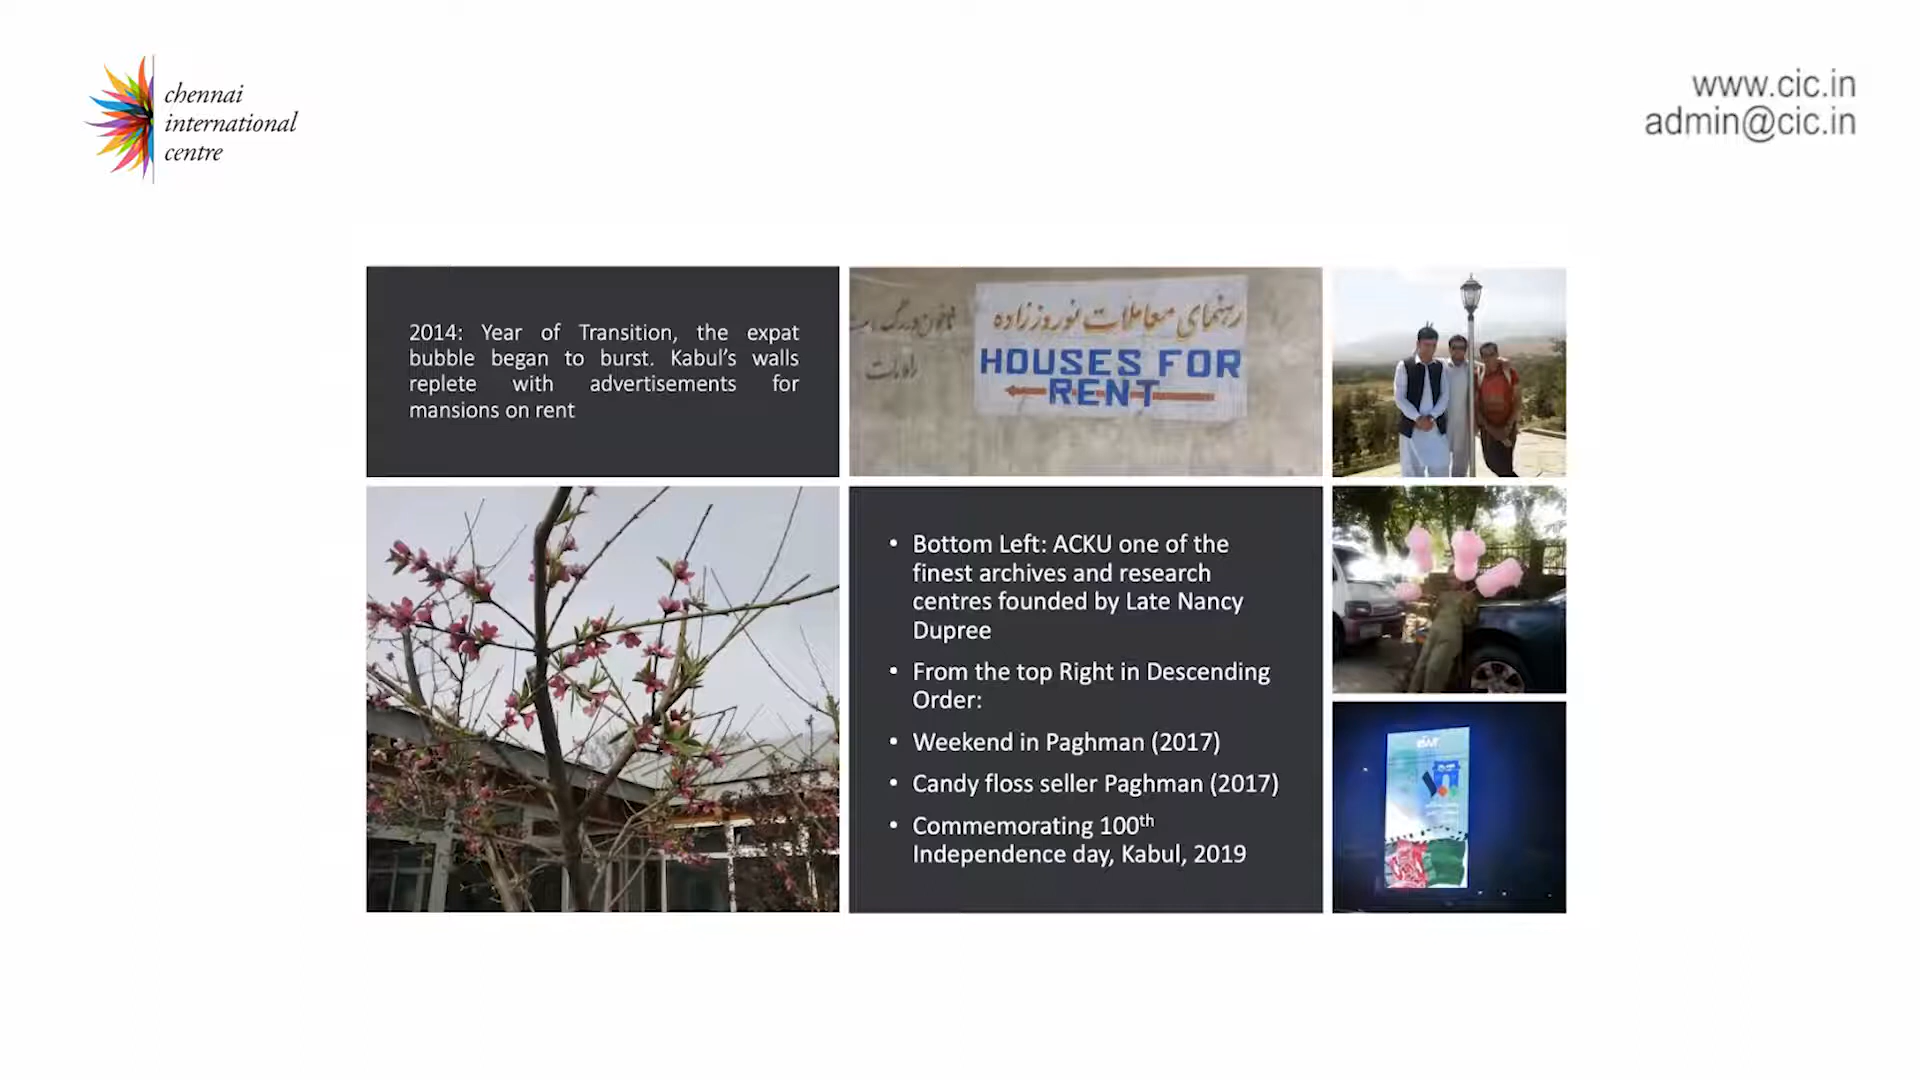 chennai
international
centre
www.cic.in
admin@cic.in
2014: Year of Transition, the expat
bubble began to burst. Kabul’s walls
replete with advertisements for
mansions on rent
رهنمای معاملات نوروززاده
HOUSES FOR
RENT
• Bottom Left: ACKU one of the
finest archives and research
centres founded by Late Nancy
Dupree
• From the top Right in Descending
Order:
• Weekend in Paghman (2017)
• Candy floss seller Paghman (2017)
• Commemorating 100th
Independence day, Kabul, 2019